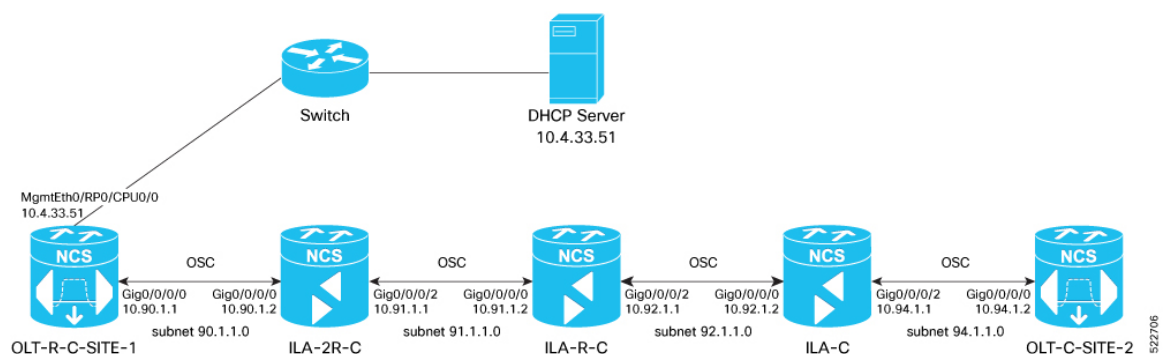 Switch
DHCP Server
10.4.33.51
MgmtEth0/RP0/CPU0/0
10.4.33.51
NCS
OSC
NCS
OSC
NCS
OSC
NCS
OSC
NCS
Gig0/0/0/0
Gig0/0/0/0
Gig0/0/0/2
Gig0/0/0/0
Gig0/0/0/2
Gig0/0/0/0
Gig0/0/0/2
Gig0/0/0/0
10.90.1.1
10.90.1.2
10.91.1.1
10.91.1.2
10.92.1.1
10.92.1.2
10.94.1.1
10.94.1.2
subnet 90.1.1.0
subnet 91.1.1.0
subnet 92.1.1.0
subnet 94.1.1.0
OLT-R-C-SITE-1
ILA-2R-C
ILA-R-C
ILA-C
OLT-C-SITE-2
522706